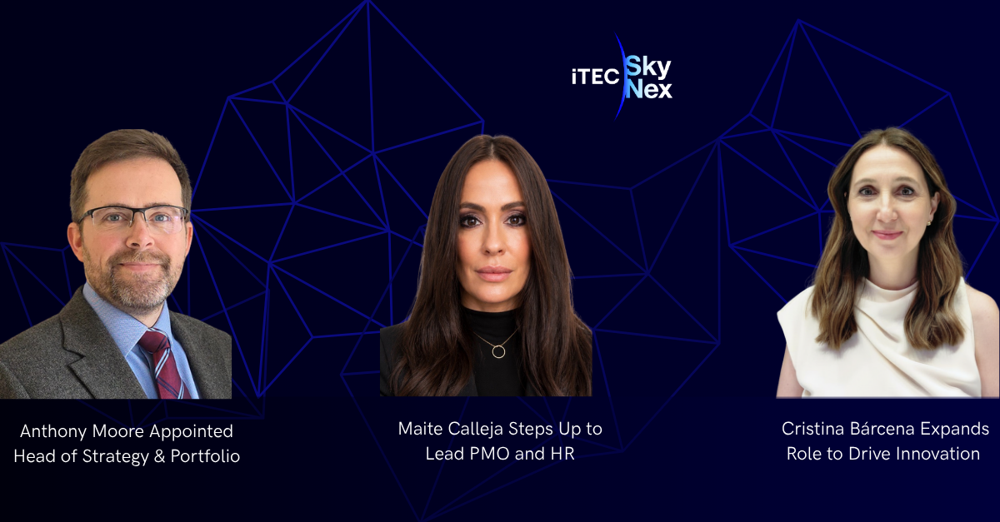 iTEC Sky
Nex
Anthony Moore Appointed
Head of Strategy & Portfolio
Maite Calleja Steps Up to
Lead PMO and HR
Cristina Bárcena Expands
Role to Drive Innovation